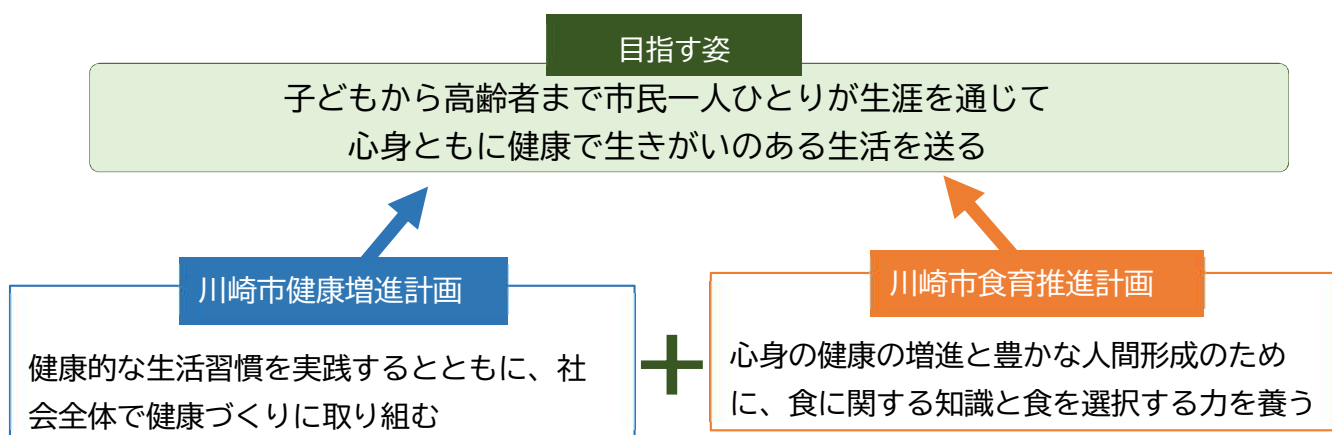 目指す姿
子どもから高齢者まで市民一人ひとりが生涯を通じて
心身ともに健康で生きがいのある生活を送る
川崎市健康増進計画
健康的な生活習慣を実践するとともに、社
会全体で健康づくりに取り組む
+
川崎市食育推進計画
心身の健康の増進と豊かな人間形成のため
に、食に関する知識と食を選択する力を養う